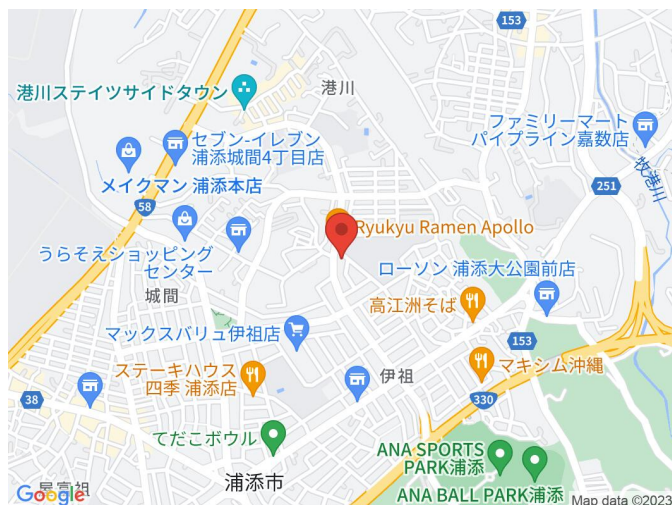 153
港川ステイツサイドタウン
港川
ファミリーマート
パイプライン嘉数店
セブン-イレブン
浦添城間4丁目店
牧港川
メイクマン 浦添本店
251
58
Ryukyu Ramen Apollo
うらそえショッピング
センター
ローソン 浦添大公園前店
城間
高江洲そば
マックスバリュ伊祖店
153
ステーキハウス
四季 浦添店
伊祖
マキシム沖縄
38
330
てだこボウル
ANA SPORTS
PARK浦添
浦添市
ANA BALL PARK浦添
Google
Map data ©2023